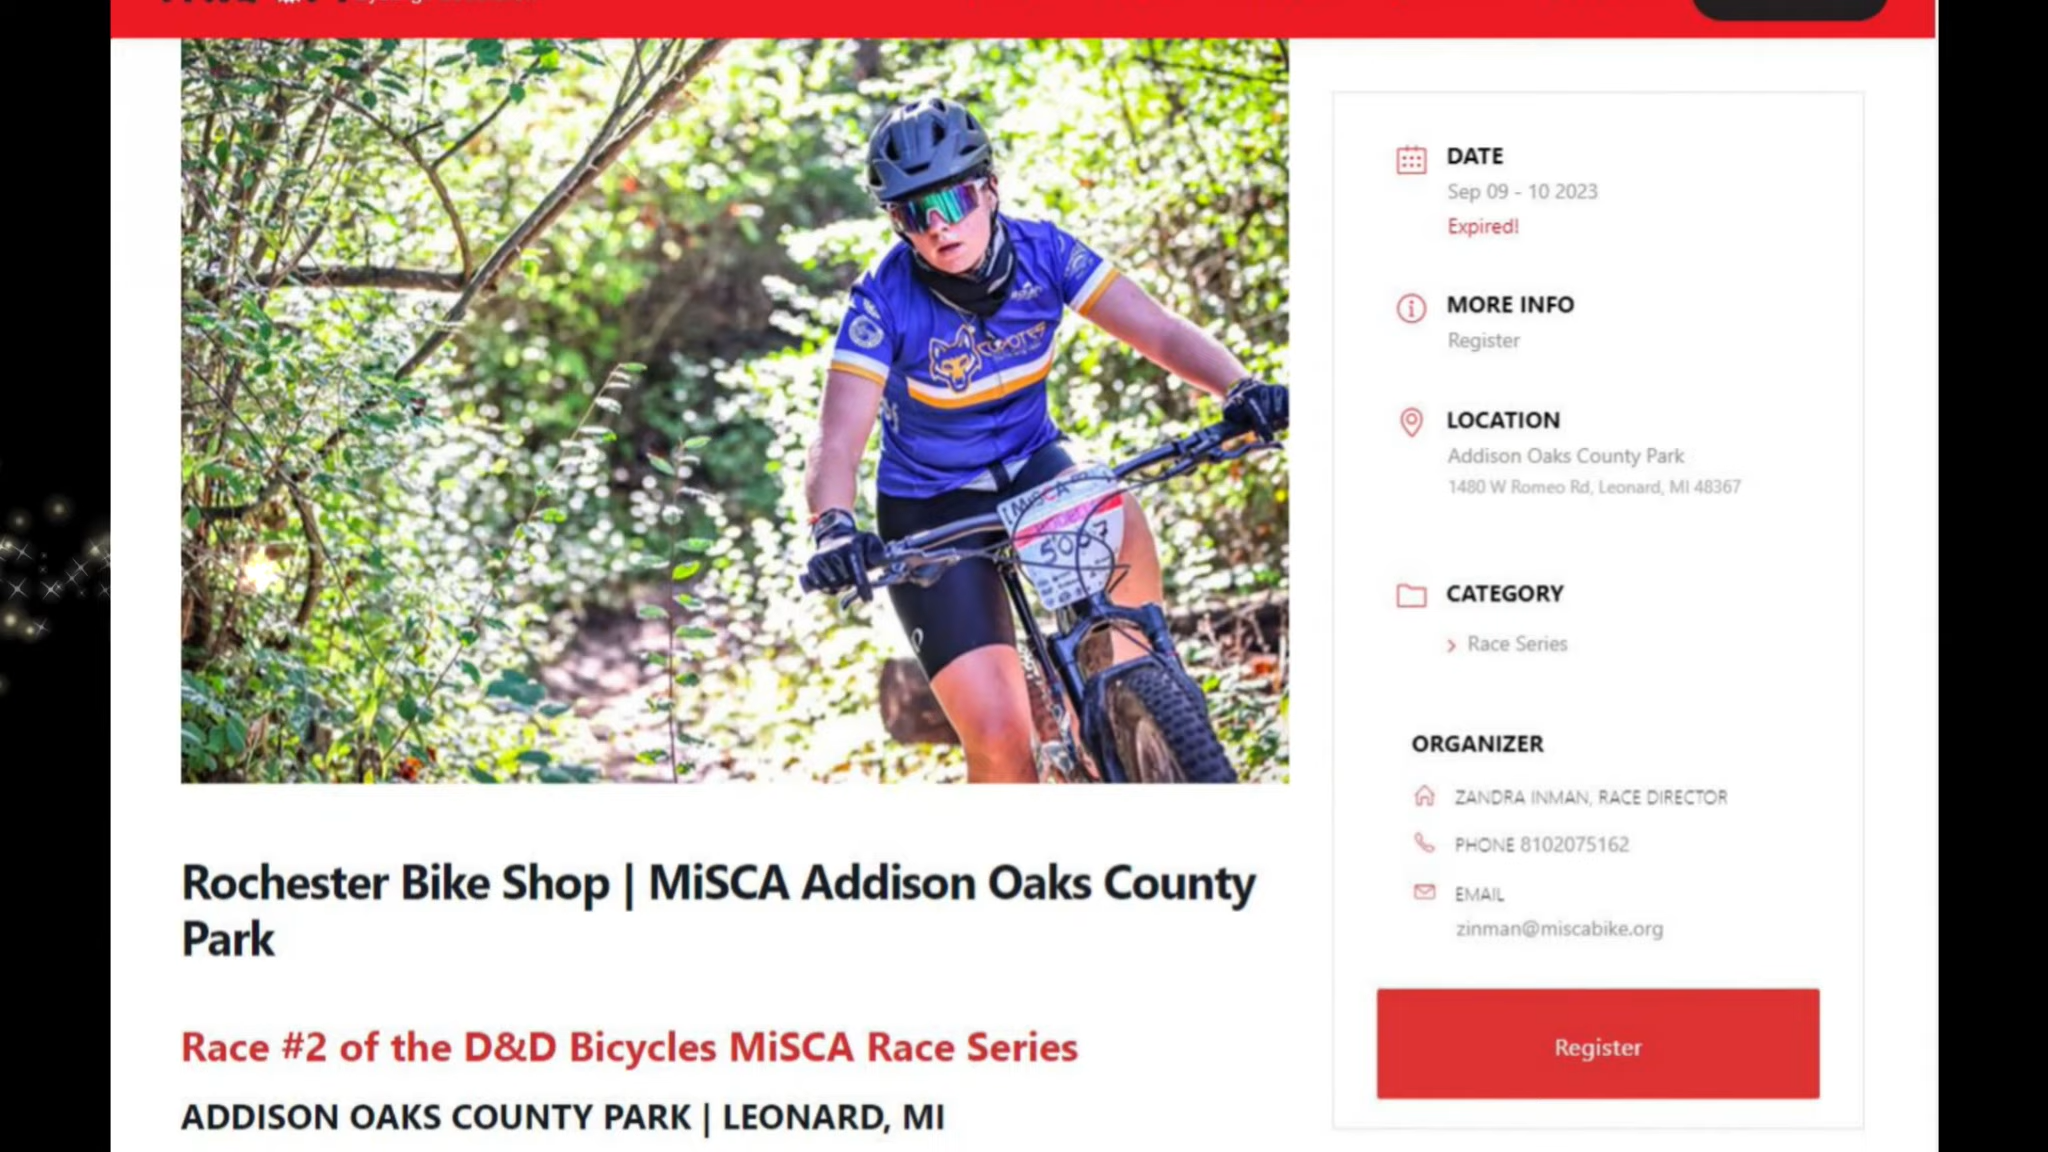 MiSCA
5007
DATE
Sep 09 - 10 2023
Expired!
MORE INFO
Register
LOCATION
Addison Oaks County Park
1480 W Romeo Rd, Leonard, MI 48367
CATEGORY
Race Series
ORGANIZER
ZANDRA INMAN, RACE DIRECTOR
PHONE 8102075162
EMAIL
zinman@miscabike.org
Register
Rochester Bike Shop | MiSCA Addison Oaks County
Park
Race #2 of the D&D Bicycles MiSCA Race Series
ADDISON OAKS COUNTY PARK | LEONARD, MI